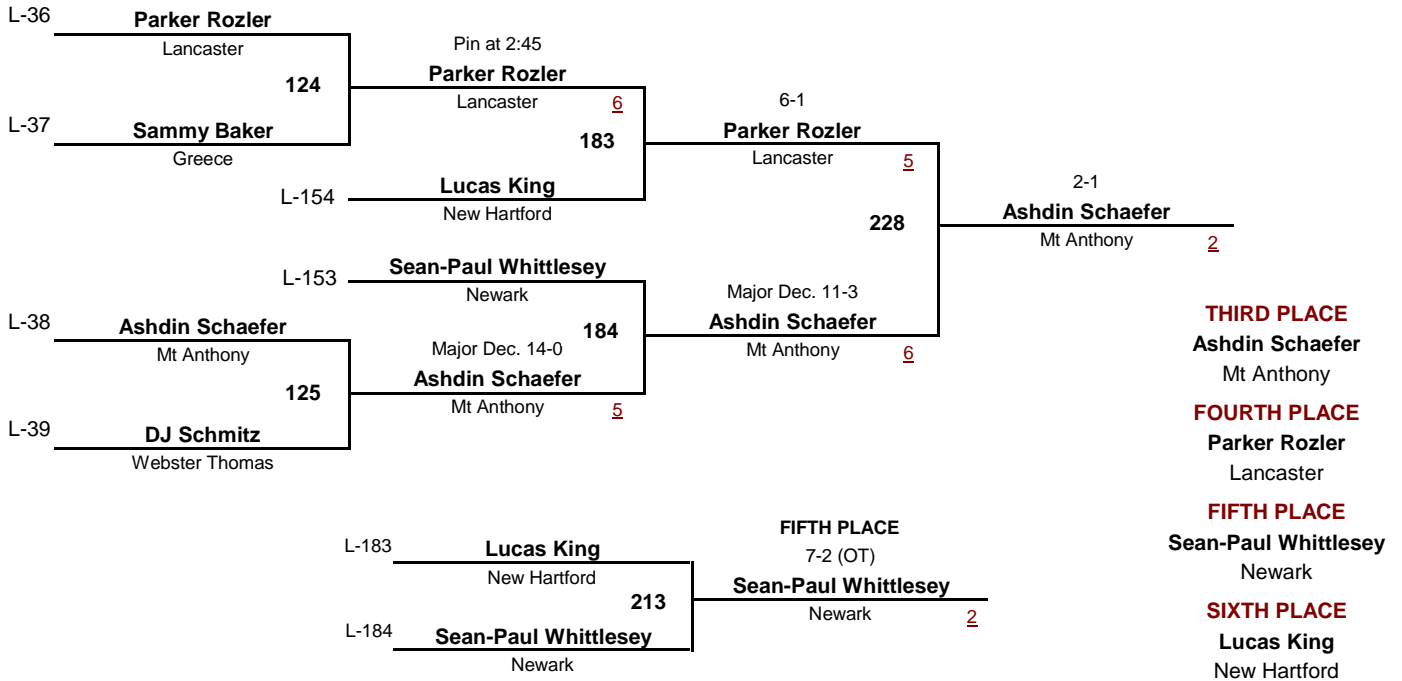 L-36
Parker Rozler
Lancaster
124
L-37
Sammy Baker
Greece
Pin at 2:45
Parker Rozler
Lancaster
6
183
L-154
Lucas King
New Hartford
6-1
Parker Rozler
Lancaster
5
228
L-153
Sean-Paul Whittlesey
Newark
184
L-38
Ashdin Schaefer
Mt Anthony
125
L-39
DJ Schmitz
Webster Thomas
Major Dec. 14-0
Ashdin Schaefer
Mt Anthony
5
Major Dec. 11-3
Ashdin Schaefer
Mt Anthony
6
2-1
Ashdin Schaefer
Mt Anthony
2
L-183
Lucas King
New Hartford
213
L-184
Sean-Paul Whittlesey
Newark
FIFTH PLACE
7-2 (OT)
Sean-Paul Whittlesey
Newark
2
THIRD PLACE
Ashdin Schaefer
Mt Anthony
FOURTH PLACE
Parker Rozler
Lancaster
FIFTH PLACE
Sean-Paul Whittlesey
Newark
SIXTH PLACE
Lucas King
New Hartford